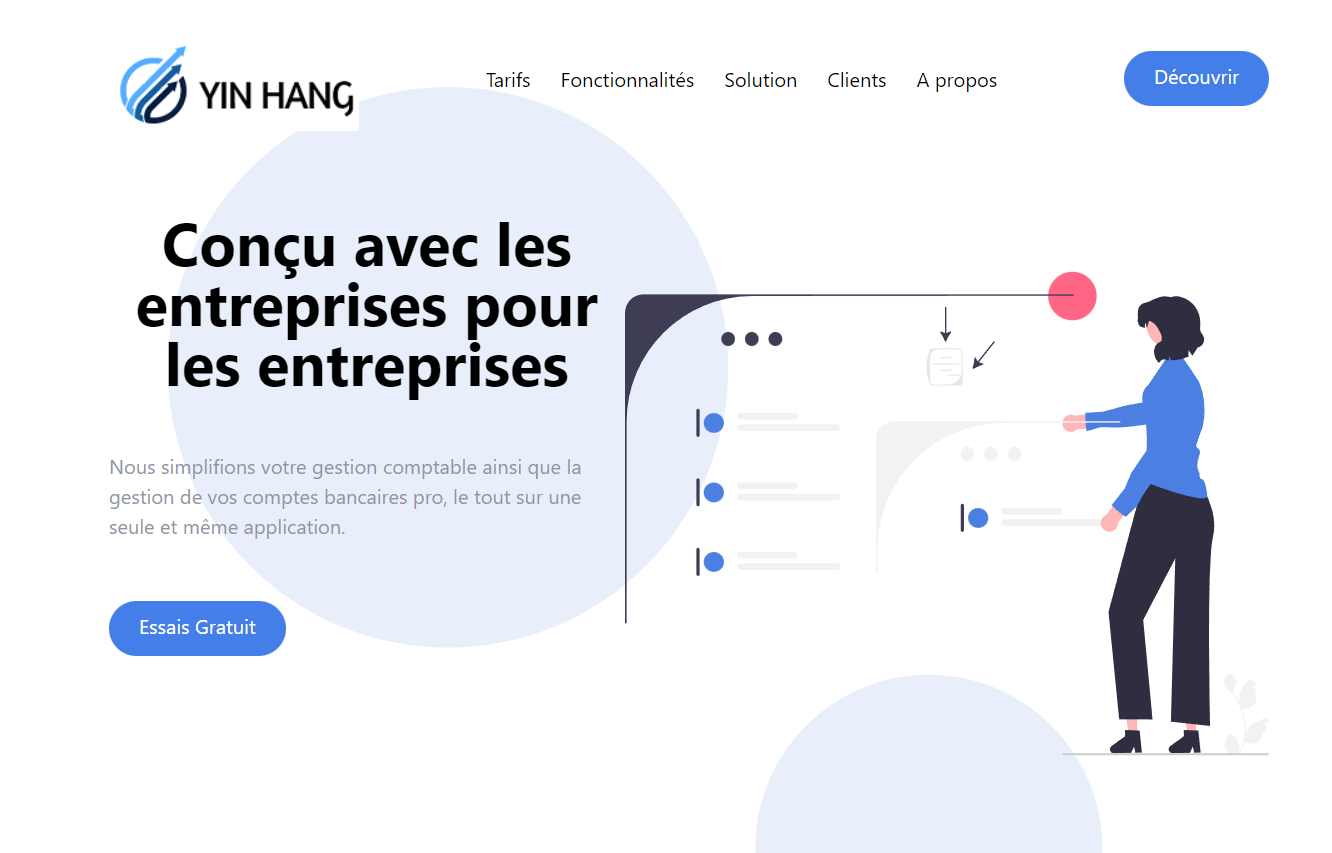 YIN HANG
Tarifs
Fonctionnalités
Solution
Clients
A propos
Découvrir
Conçu avec les
entreprises pour
les entreprises
Nous simplifions votre gestion comptable ainsi que la
gestion de vos comptes bancaires pro, le tout sur une
seule et même application.
Essais Gratuit